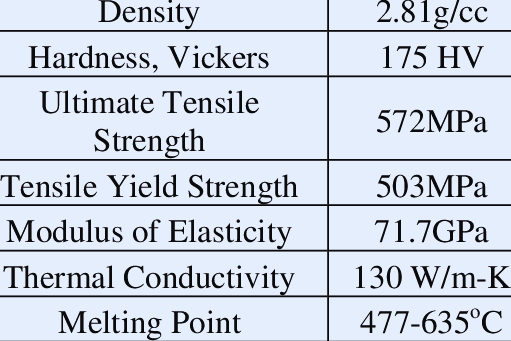 Density 2.81g/cc
Hardness, Vickers 175 HV
Ultimate Tensile
Strength 572MPa
Tensile Yield Strength 503MPa
Modulus of Elasticity 71.7GPa
Thermal Conductivity 130 W/m-K
Melting Point 477-635°C